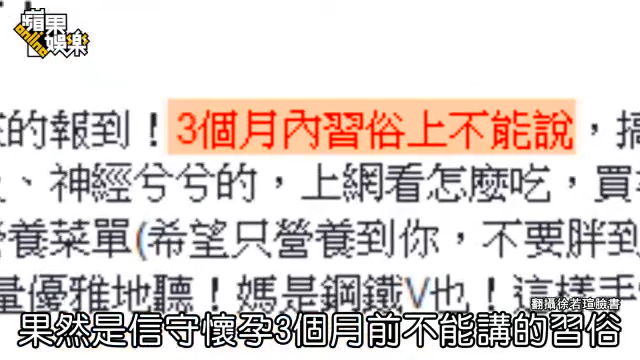 蘋果
online
娛樂
的報到！3個月內習俗上不能說，搞
、神經兮兮的，上網看怎麼吃，買
養菜單(希望只營養到你，不要胖到
量優雅地聽！媽是鋼鐵V也！這樣手
翻攝徐若瑄臉書
果然是信守懷孕3個月前不能講的習俗